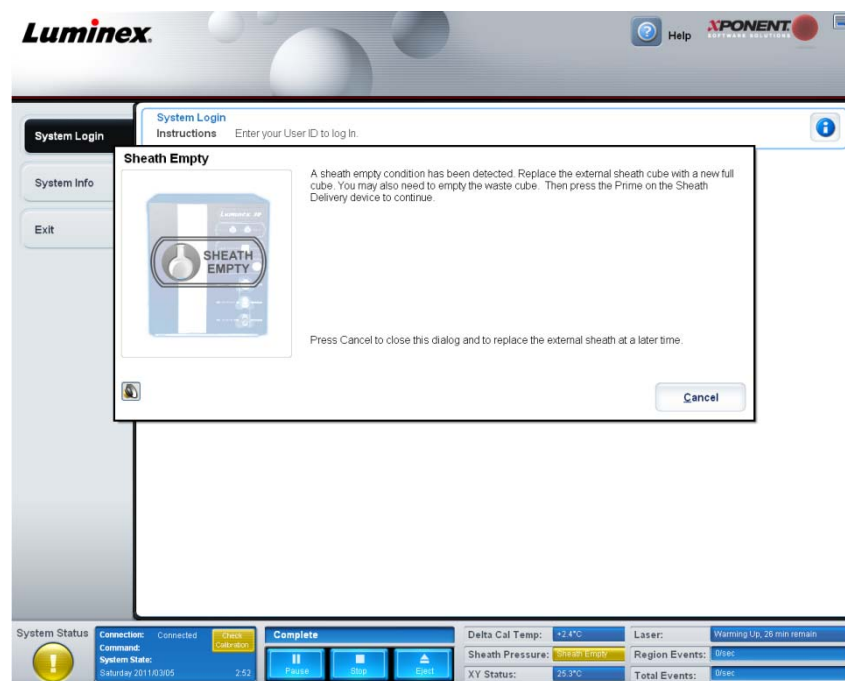 Luminex.
Help
XPONENT
SOFTWARE SOLUTIONS
System Login
System Info
Exit
System Login
Instructions Enter your User ID to log In.
Sheath Empty
Luminex
SHEATH
EMPTY
A sheath empty condition has been detected. Replace the external sheath cube with a new full
cube. You may also need to empty the waste cube. Then press the Prime on the Sheath
Delivery device to continue.
Press Cancel to close this dialog and to replace the external sheath at a later time.
Cancel
System Status
Connection: Connected
Command:
System State:
Saturday 2011/03/05 2:52
Check
Calibration
Complete
Pause
Stop
Eject
Delta Cal Temp: +2.4°C
Sheath Pressure: Sheath Empty
XY Status: 25.3°C
Laser: Warming Up, 26 min remain
Region Events: 0/sec
Total Events: 0/sec